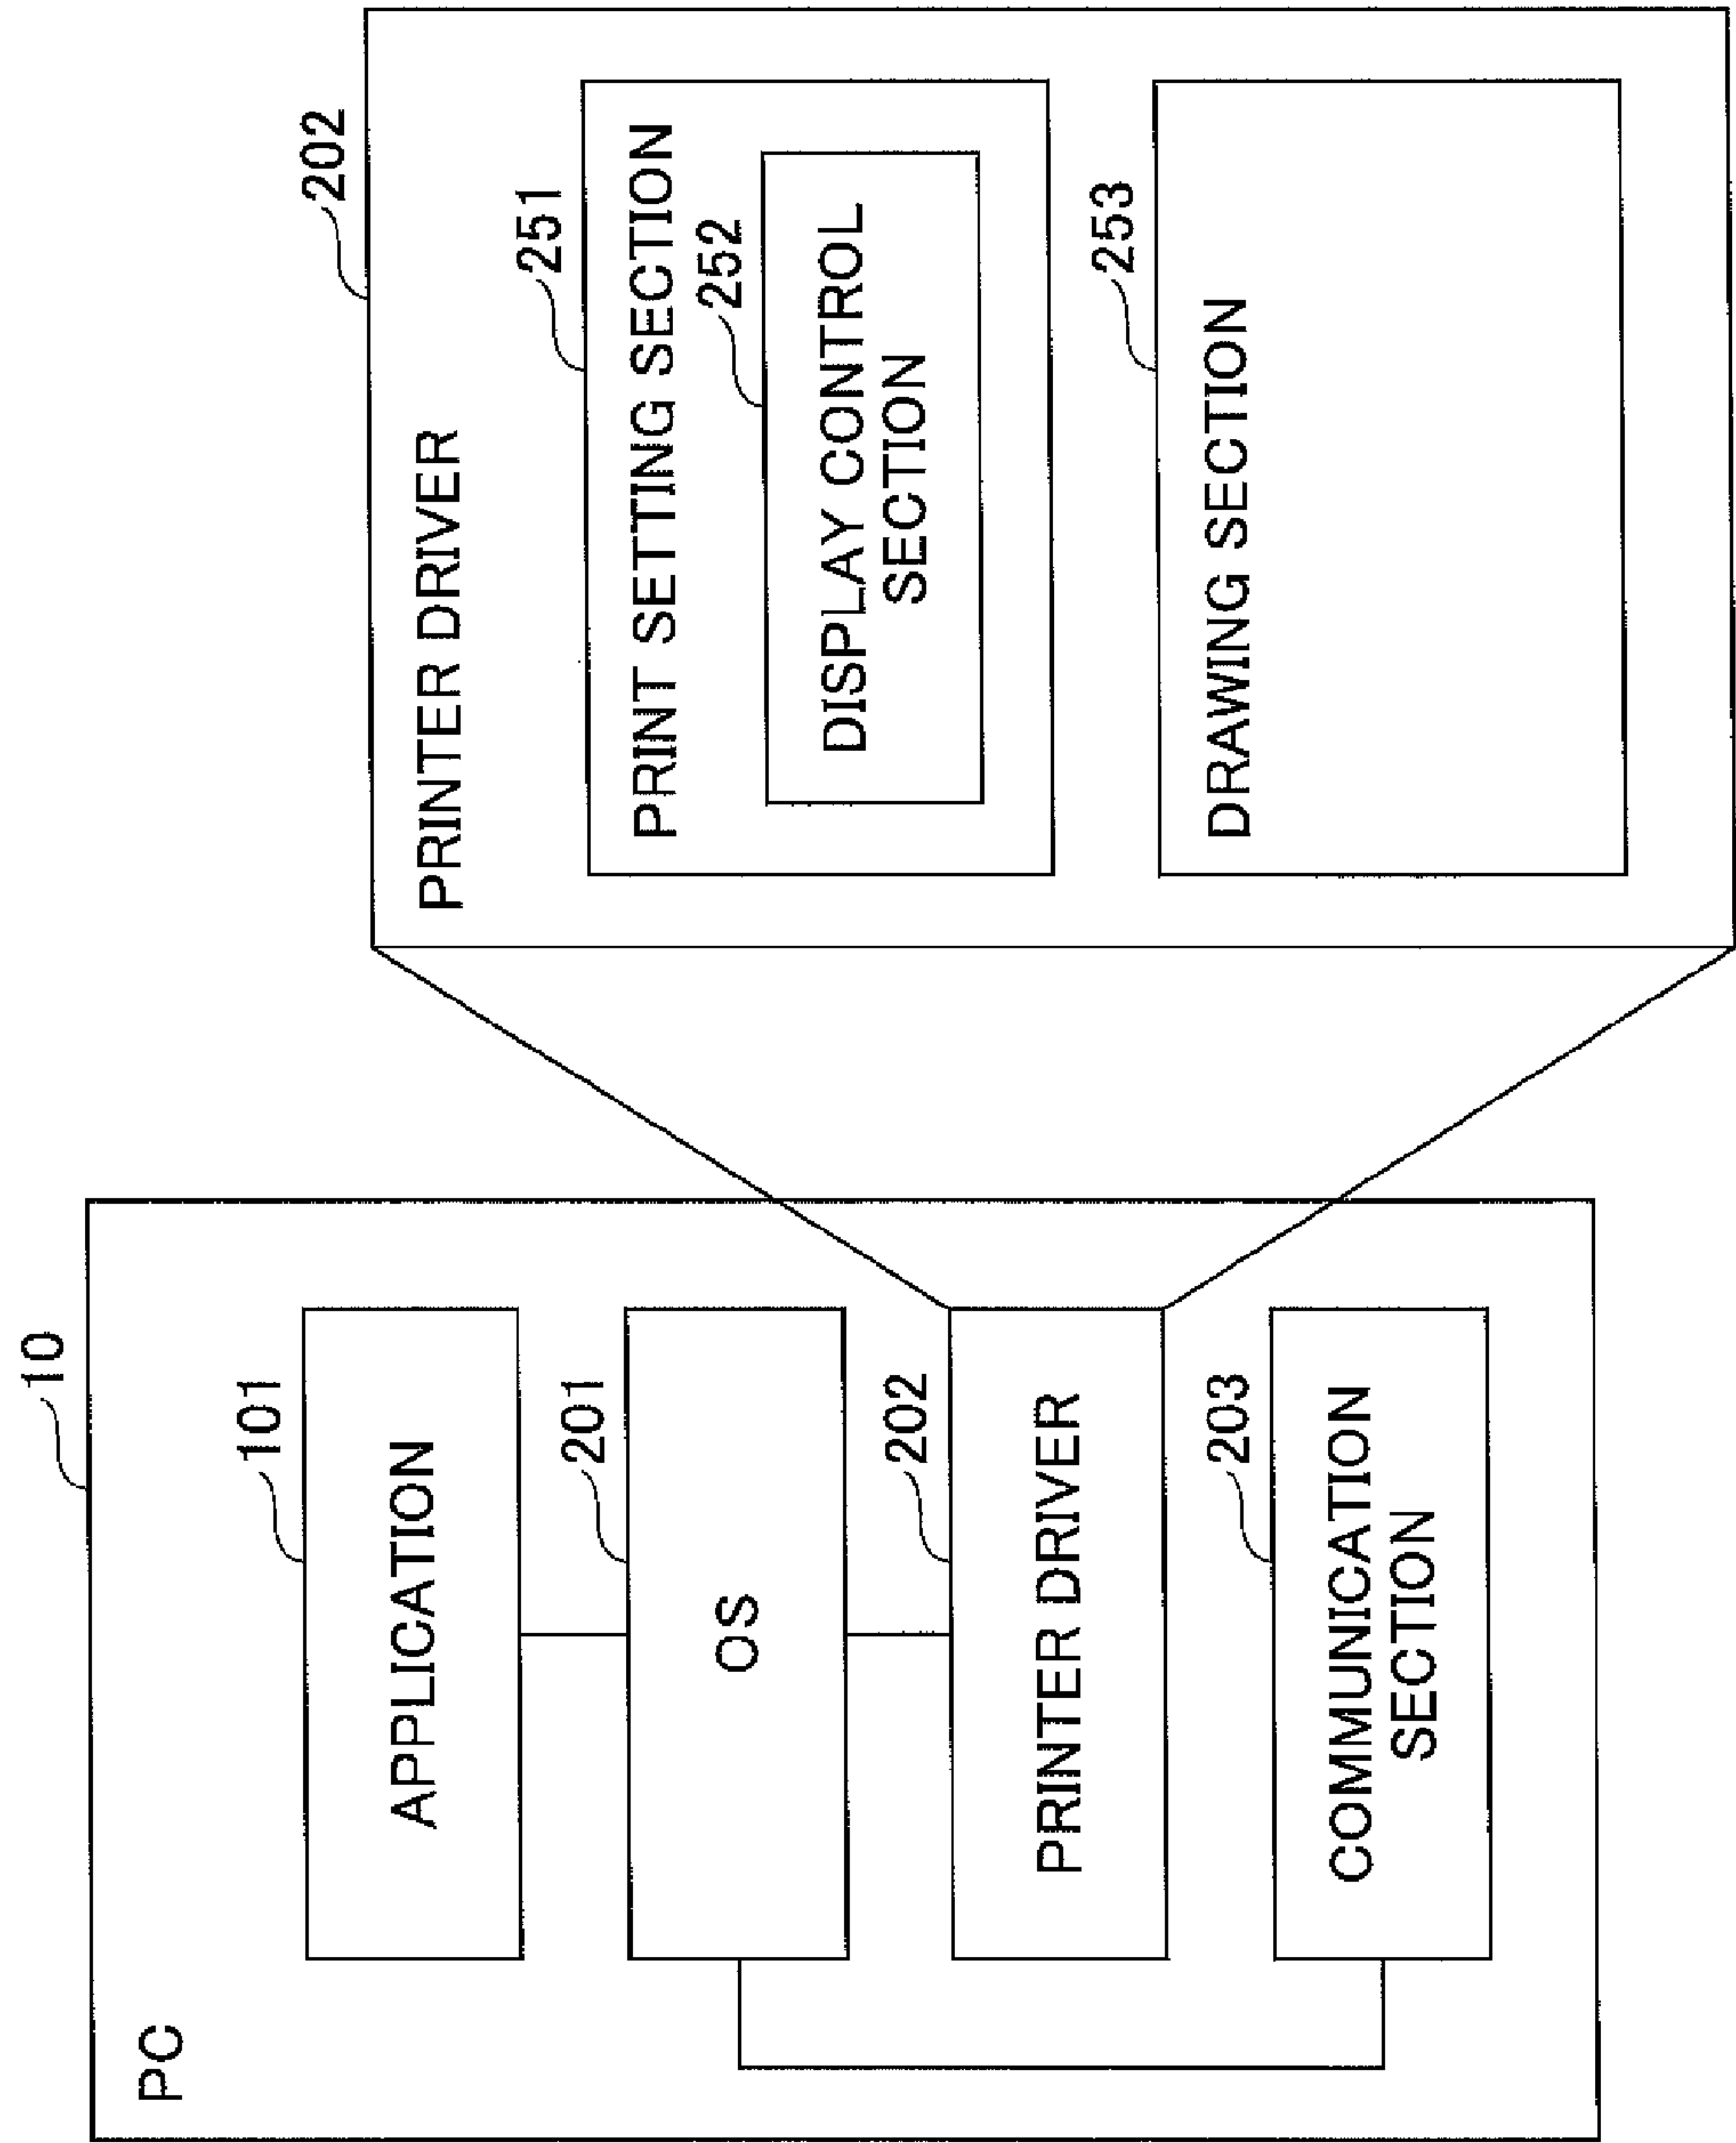 10
PC
101
APPLICATION
201
OS
202
PRINTER DRIVER
203
COMMUNICATION
SECTION
202
PRINTER DRIVER
251
PRINT SETTING SECTION
252
DISPLAY CONTROL
SECTION
253
DRAWING SECTION